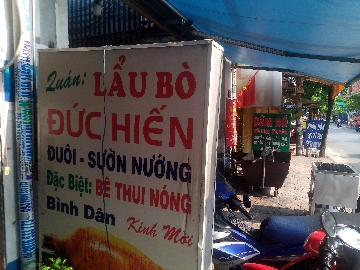 Quán: LẨU BÒ
ĐỨC HIẾN
ĐUÔI - SƯỜN NƯỚNG
Đặc Biệt: BÊ THUI NÓNG
Bình Dân
Kính Mời